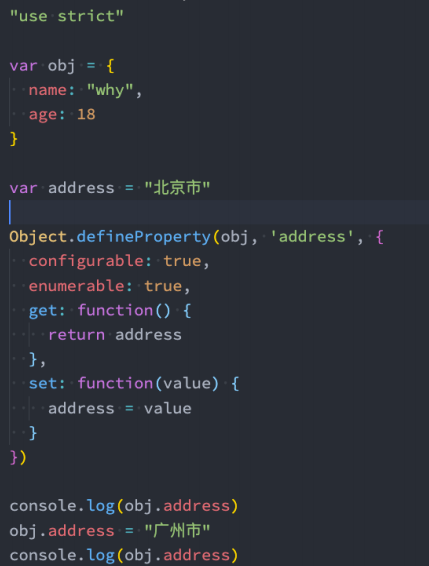 "use strict"
var obj = {
  name: "why",
  age: 18
}
var address = "北京市"
Object.defineProperty(obj, 'address', {
  configurable: true,
  enumerable: true,
  get: function() {
    return address
  },
  set: function(value) {
    address = value
  }
})
console.log(obj.address)
obj.address = "广州市"
console.log(obj.address)